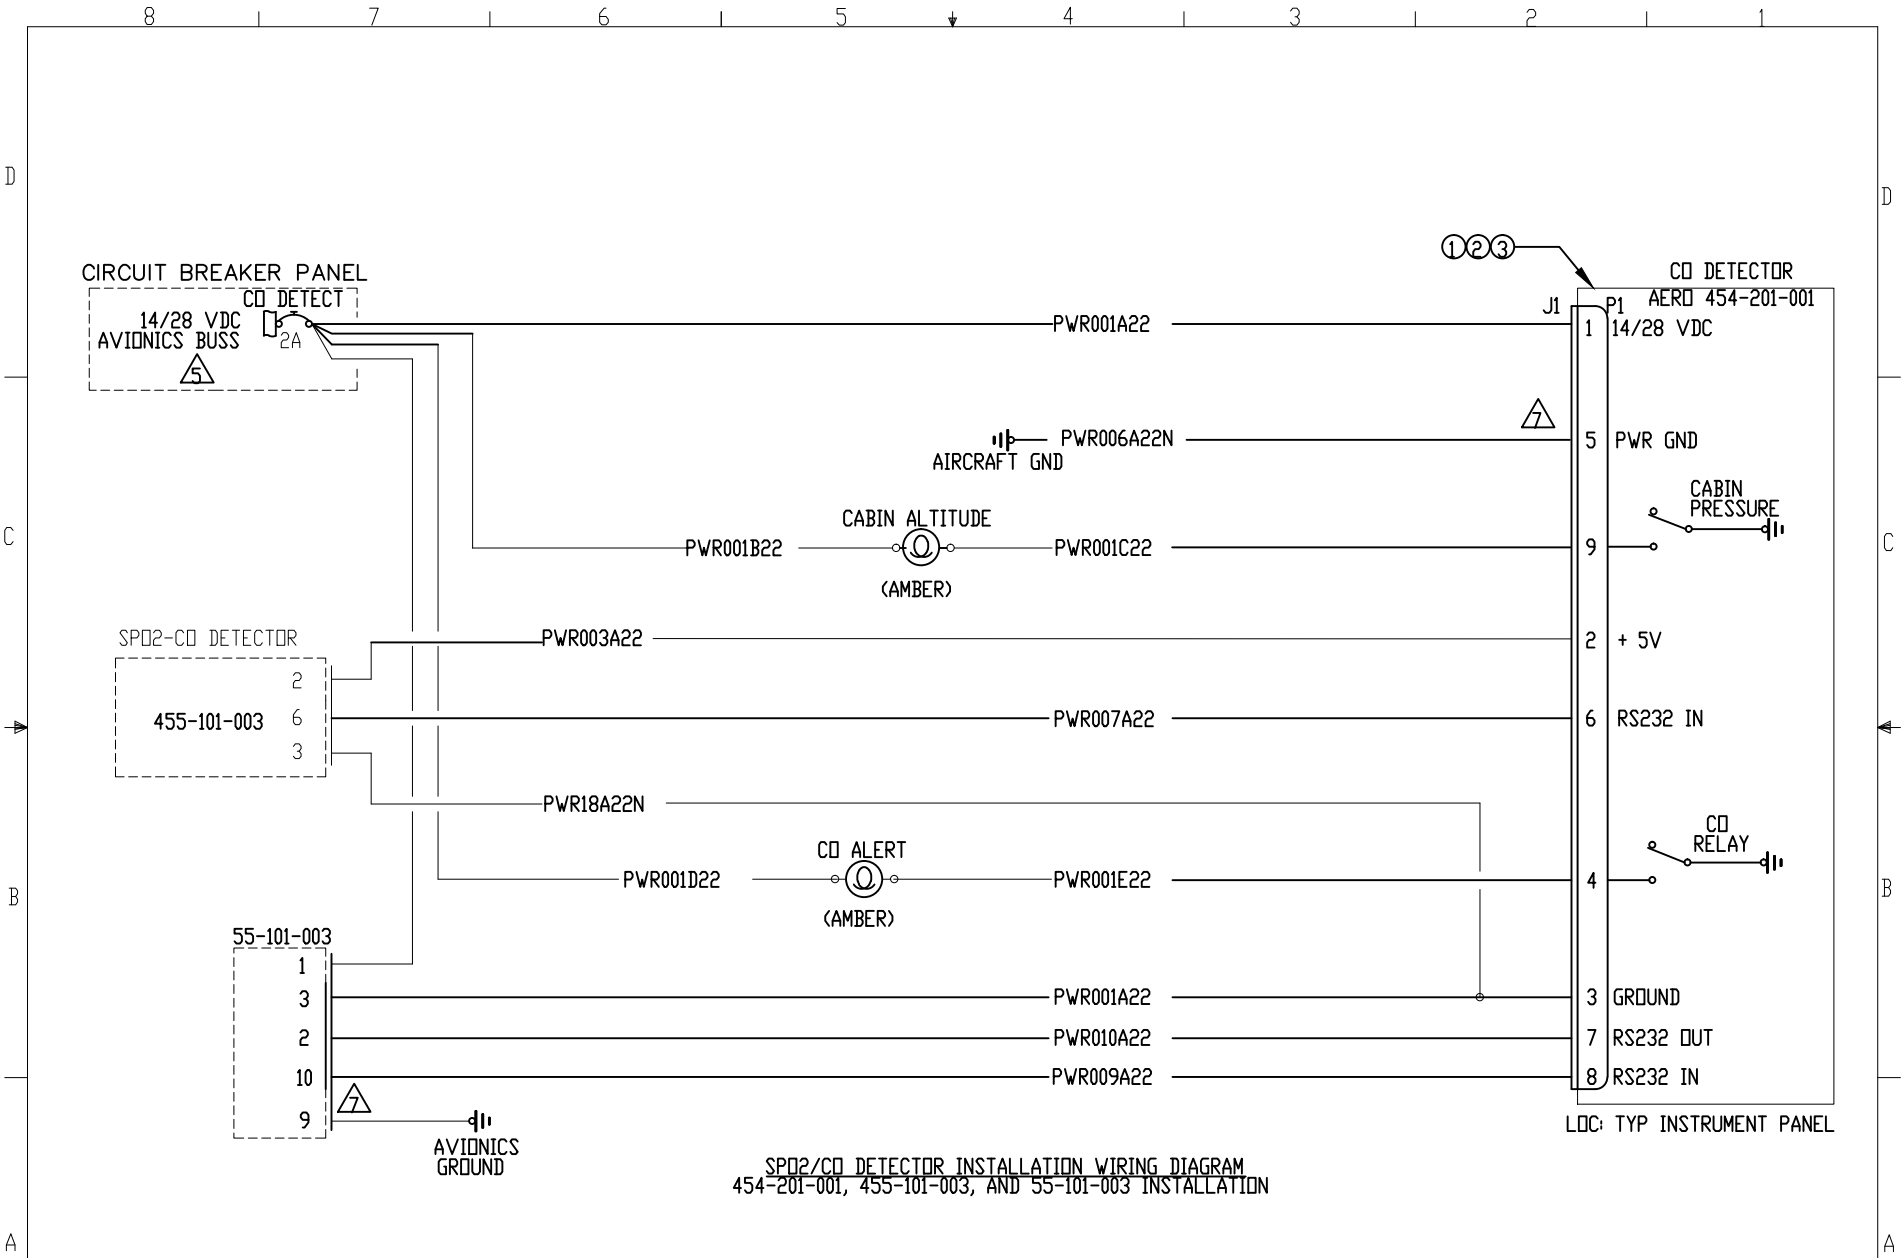 8 7 6 5 4 3 2 1
D
D
1 2 3
CIRCUIT BREAKER PANEL
CO DETECT
14/28 VDC
AVIONICS BUSS
2A
5
CO DETECTOR
AERO 454-201-001
J1 P1
PWR001A22 1 14/28 VDC
7
PWR006A22N 5 PWR GND
AIRCRAFT GND
CABIN
PRESSURE
C
CABIN ALTITUDE
C
PWR001B22 PWR001C22 9
(AMBER)
SPO2-CO DETECTOR
PWR003A22 2 + 5V
2
455-101-003 6 PWR007A22 6 RS232 IN
3
PWR18A22N
CO
RELAY
CO ALERT
PWR001D22 PWR001E22 4
B
B
(AMBER)
55-101-003
1
3 PWR001A22 3 GROUND
2 PWR010A22 7 RS232 OUT
10 PWR009A22 8 RS232 IN
7
9
LOC: TYP INSTRUMENT PANEL
AVIONICS
GROUND
SPO2/CO DETECTOR INSTALLATION WIRING DIAGRAM
454-201-001, 455-101-003, AND 55-101-003 INSTALLATION
A
A